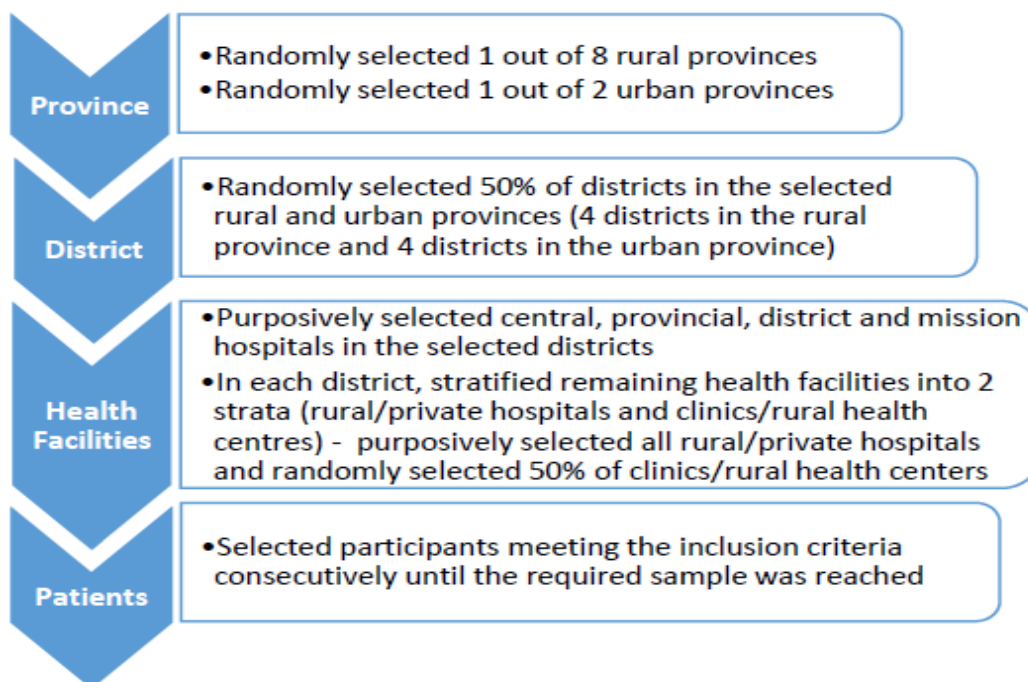 Province
•Randomly selected 1 out of 8 rural provinces
•Randomly selected 1 out of 2 urban provinces
District
•Randomly selected 50% of districts in the selected
rural and urban provinces (4 districts in the rural
province and 4 districts in the urban province)
Health
Facilities
•Purposively selected central, provincial, district and mission
hospitals in the selected districts
•In each district, stratified remaining health facilities into 2
strata (rural/private hospitals and clinics/rural health
centres) - purposively selected all rural/private hospitals
and randomly selected 50% of clinics/rural health centers
Patients
•Selected participants meeting the inclusion criteria
consecutively until the required sample was reached